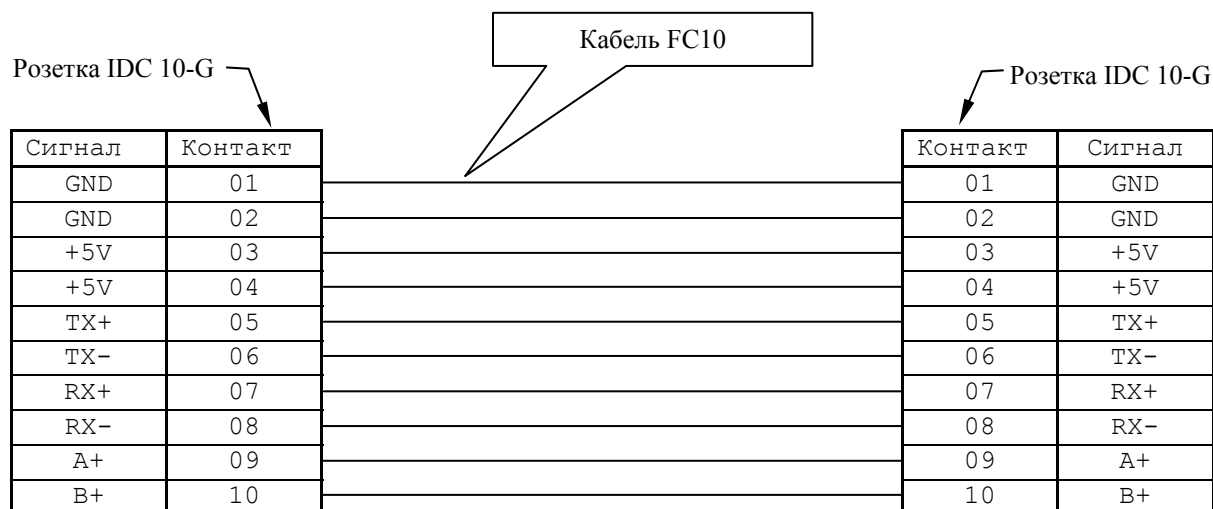 Кабель FC10
Розетка IDC 10-G
Розетка IDC 10-G
Сигнал Контакт Контакт Сигнал
GND 01 01 GND
GND 02 02 GND
+5V 03 03 +5V
+5V 04 04 +5V
TX+ 05 05 TX+
TX- 06 06 TX-
RX+ 07 07 RX+
RX- 08 08 RX-
A+ 09 09 A+
B+ 10 10 B+